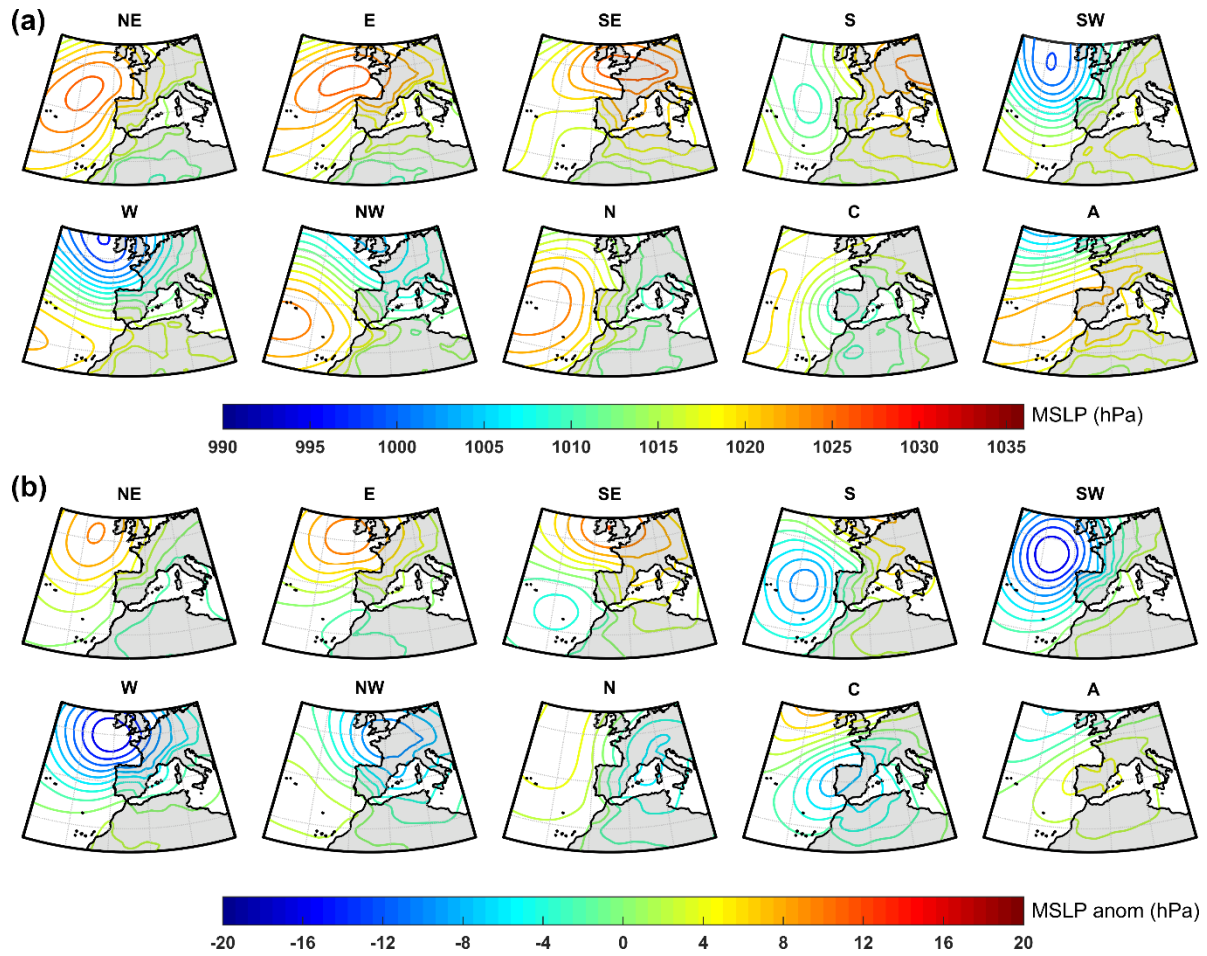 (a)
NE E SE S SW
W NW N C A
MSLP (hPa)
990 995 1000 1005 1010 1015 1020 1025 1030 1035
(b)
NE E SE S SW
W NW N C A
MSLP anom (hPa)
-20 -16 -12 -8 -4 0 4 8 12 16 20